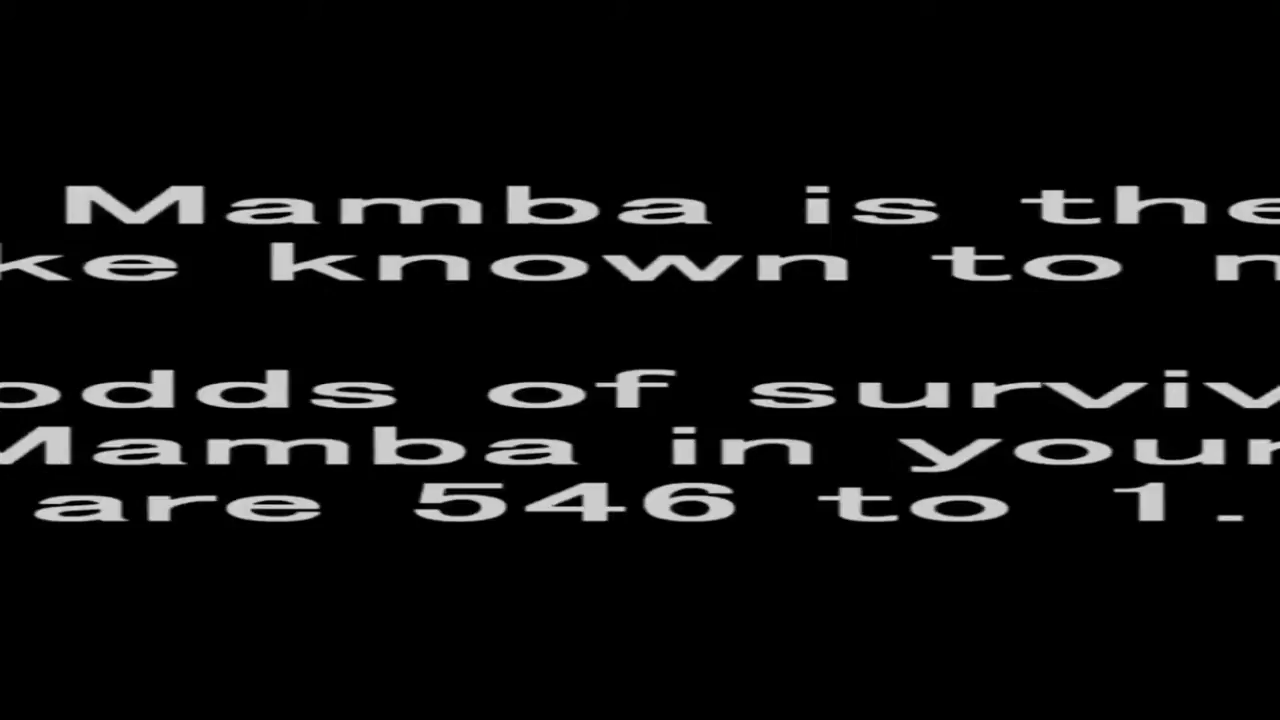 Mamba is the
ke known to
odds of surviv
Mamba in your
are 546 to 1.